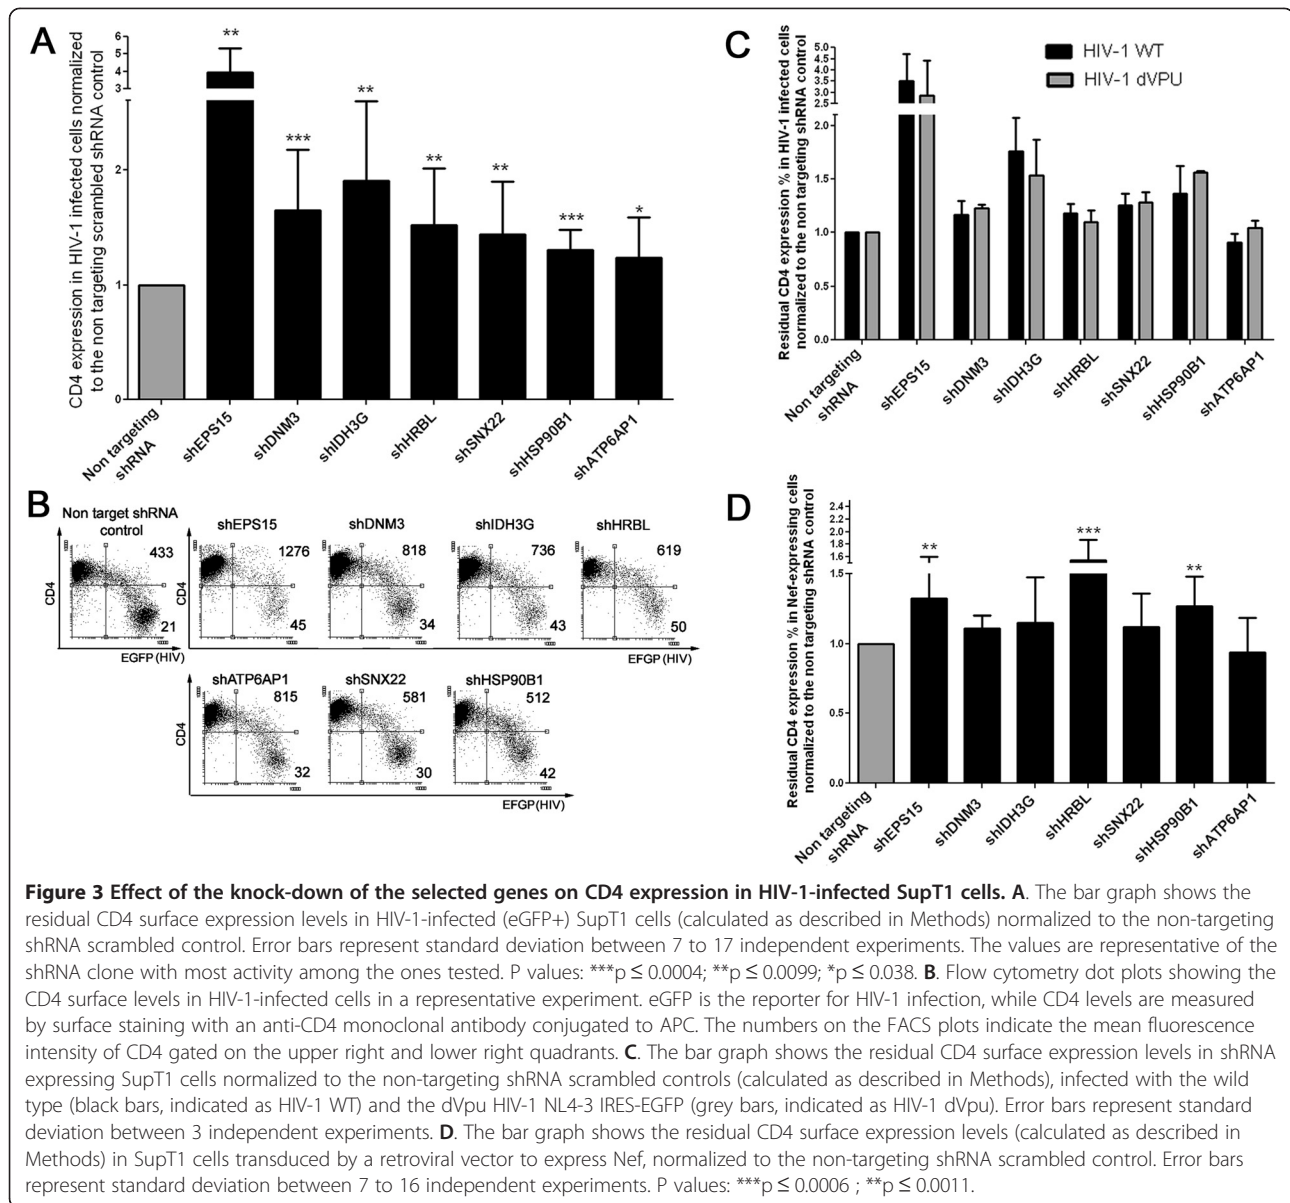 A
CD4 expression in HIV-1 infected cells normalized
to the non targeting scrambled shRNA control
6
5
4
3
2
1
0
**
***
**
**
**
***
*
Non targeting
shRNA
shEPS15
shDNM3
shIDH3G
shHRBL
shSNX22
shHSP90B1
shATP6AP1
C
Residual CD4 expression % in HIV-1 infected cells
normalized to the non targeting shRNA control
5.0
4.5
4.0
3.5
3.0
2.5
2.0
1.5
1.0
0.5
0.0
HIV-1 WT
HIV-1 dVPU
Non targeting
shRNA
shEPS15
shDNM3
shIDH3G
shHRBL
shSNX22
shHSP90B1
shATP6AP1
B
Non target shRNA
control
433
21
CD4
EGFP(HIV)
shEPS15
1276
45
shDNM3
818
34
shIDH3G
736
43
shHRBL
619
50
EFGP(HIV)
shATP6AP1
815
32
CD4
shSNX22
581
30
shHSP90B1
512
42
EFGP(HIV)
D
Residual CD4 expression % in Nef-expressing cells
normalized to the non targeting shRNA control
2.4
2.2
2.0
1.8
1.6
1.5
1.0
0.5
0.0
**
***
**
Non targeting
shRNA
shEPS15
shDNM3
shIDH3G
shHRBL
shSNX22
shHSP90B1
shATP6AP1
Figure 3 Effect of the knock-down of the selected genes on CD4 expression in HIV-1-infected SupT1 cells. A. The bar graph shows the
residual CD4 surface expression levels in HIV-1-infected (eGFP+) SupT1 cells (calculated as described in Methods) normalized to the non-targeting
shRNA scrambled control. Error bars represent standard deviation between 7 to 17 independent experiments. The values are representative of the
shRNA clone with most activity among the ones tested. P values: ***p ≤ 0.0004; **p ≤ 0.0099; *p ≤ 0.038. B. Flow cytometry dot plots showing the
CD4 surface levels in HIV-1-infected cells in a representative experiment. eGFP is the reporter for HIV-1 infection, while CD4 levels are measured
by surface staining with an anti-CD4 monoclonal antibody conjugated to APC. The numbers on the FACS plots indicate the mean fluorescence
intensity of CD4 gated on the upper right and lower right quadrants. C. The bar graph shows the residual CD4 surface expression levels in shRNA
expressing SupT1 cells normalized to the non-targeting shRNA scrambled controls (calculated as described in Methods), infected with the wild
type (black bars, indicated as HIV-1 WT) and the dVpu HIV-1 NL4-3 IRES-EGFP (grey bars, indicated as HIV-1 dVpu). Error bars represent standard
deviation between 3 independent experiments. D. The bar graph shows the residual CD4 surface expression levels (calculated as described in
Methods) in SupT1 cells transduced by a retroviral vector to express Nef, normalized to the non-targeting shRNA scrambled control. Error bars
represent standard deviation between 7 to 16 independent experiments. P values: ***p ≤ 0.0006 ; **p ≤ 0.0011.